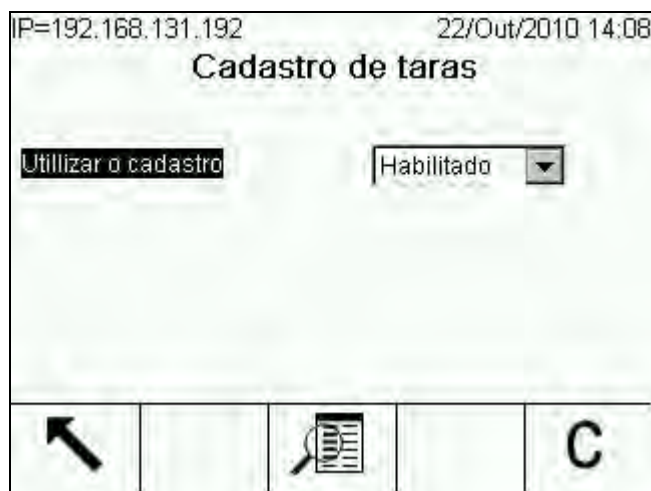 IP=192.168.131.192 22/Out/2010 14:08
Cadastro de taras
Utillizar o cadastro Habilitado
C